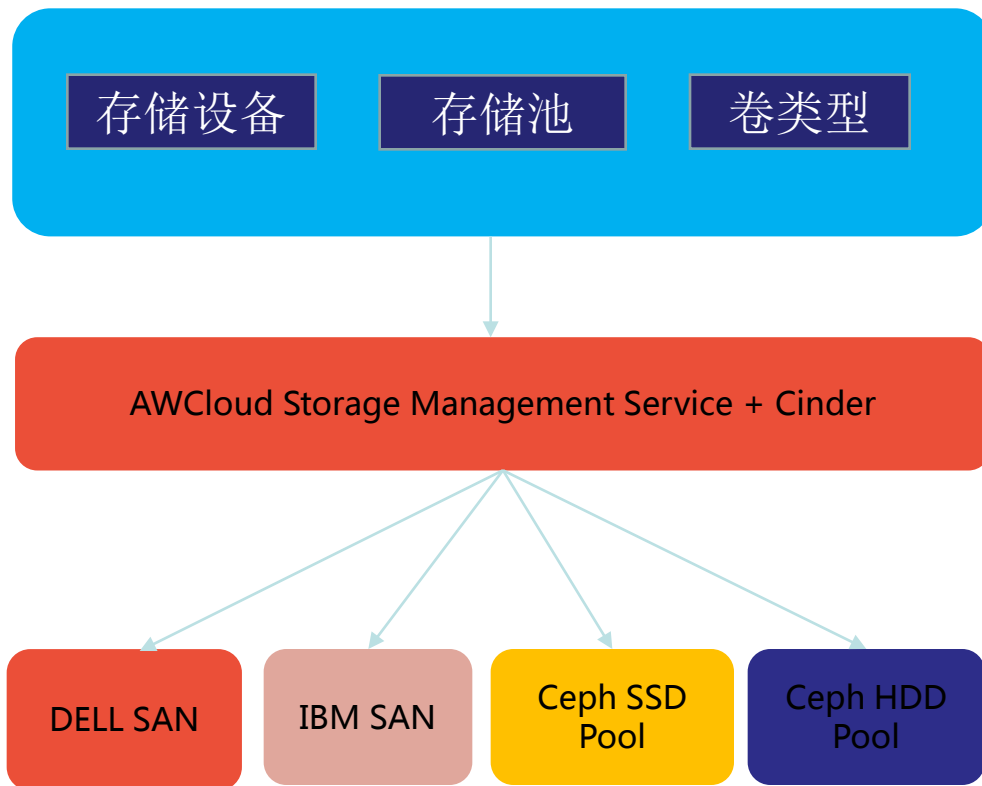 存储设备
存储池
卷类型
AWCloud Storage Management Service + Cinder
DELL SAN
IBM SAN
Ceph SSD
Pool
Ceph HDD
Pool